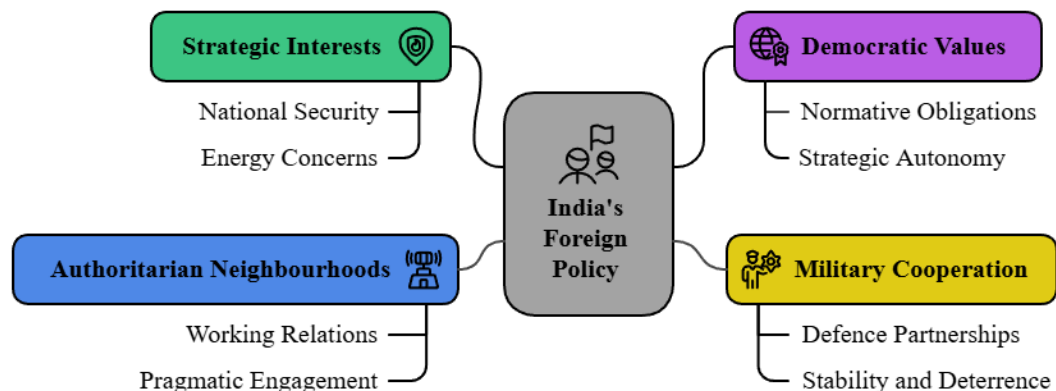 Strategic Interests
National Security
Energy Concerns
Democratic Values
Normative Obligations
Strategic Autonomy
India's
Foreign
Policy
Authoritarian Neighbourhoods
Working Relations
Pragmatic Engagement
Military Cooperation
Defence Partnerships
Stability and Deterrence